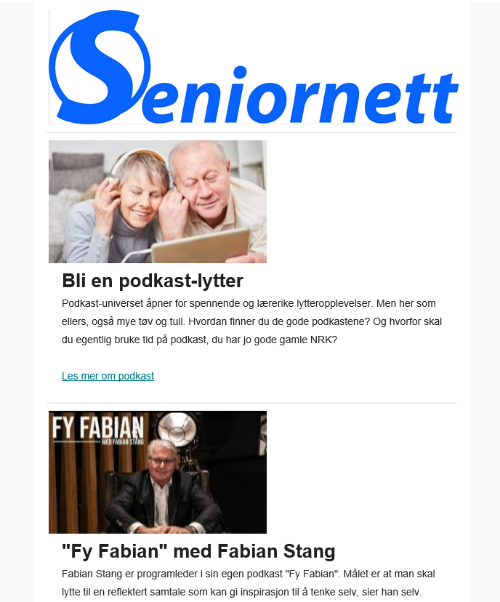 Seniornett
Bli en podkast-lytter
Podkast-universet åpner for spennende og lærerike lytteropplevelser. Men her som
ellers, også mye tøv og tull. Hvordan finner du de gode podkastene? Og hvorfor skal
du egentlig bruke tid på podkast, du har jo gode gamle NRK?
Les mer om podkast
FY FABIAN
MED FABIAN STANG
"Fy Fabian" med Fabian Stang
Fabian Stang er programleder i sin egen podkast "Fy Fabian". Målet er at man skal
lytte til en reflektert samtale som kan gi inspirasjon til å tenke selv, sier han selv.